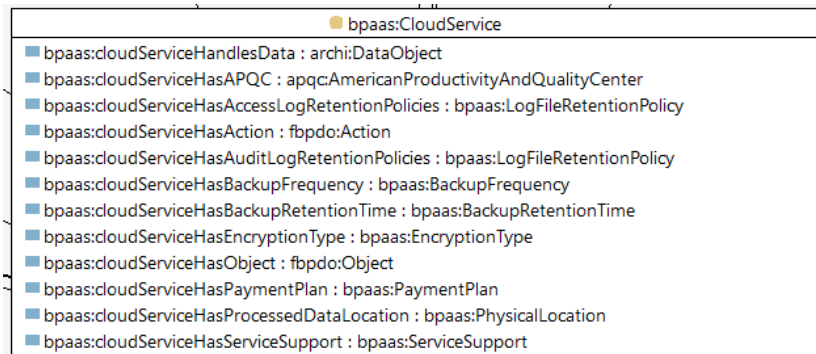 bpaas:CloudService
bpaas:cloudServiceHandlesData : archi:DataObject
bpaas:cloudServiceHasAPQC : apqc:AmericanProductivityAndQualityCenter
bpaas:cloudServiceHasAccessLogRetentionPolicies : bpaas:LogFileRetentionPolicy
bpaas:cloudServiceHasAction : fbpdo:Action
bpaas:cloudServiceHasAuditLogRetentionPolicies : bpaas:LogFileRetentionPolicy
bpaas:cloudServiceHasBackupFrequency : bpaas:BackupFrequency
bpaas:cloudServiceHasBackupRetentionTime : bpaas:BackupRetentionTime
bpaas:cloudServiceHasEncryptionType : bpaas:EncryptionType
bpaas:cloudServiceHasObject : fbpdo:Object
bpaas:cloudServiceHasPaymentPlan : bpaas:PaymentPlan
bpaas:cloudServiceHasProcessedDataLocation : bpaas:PhysicalLocation
bpaas:cloudServiceHasServiceSupport : bpaas:ServiceSupport